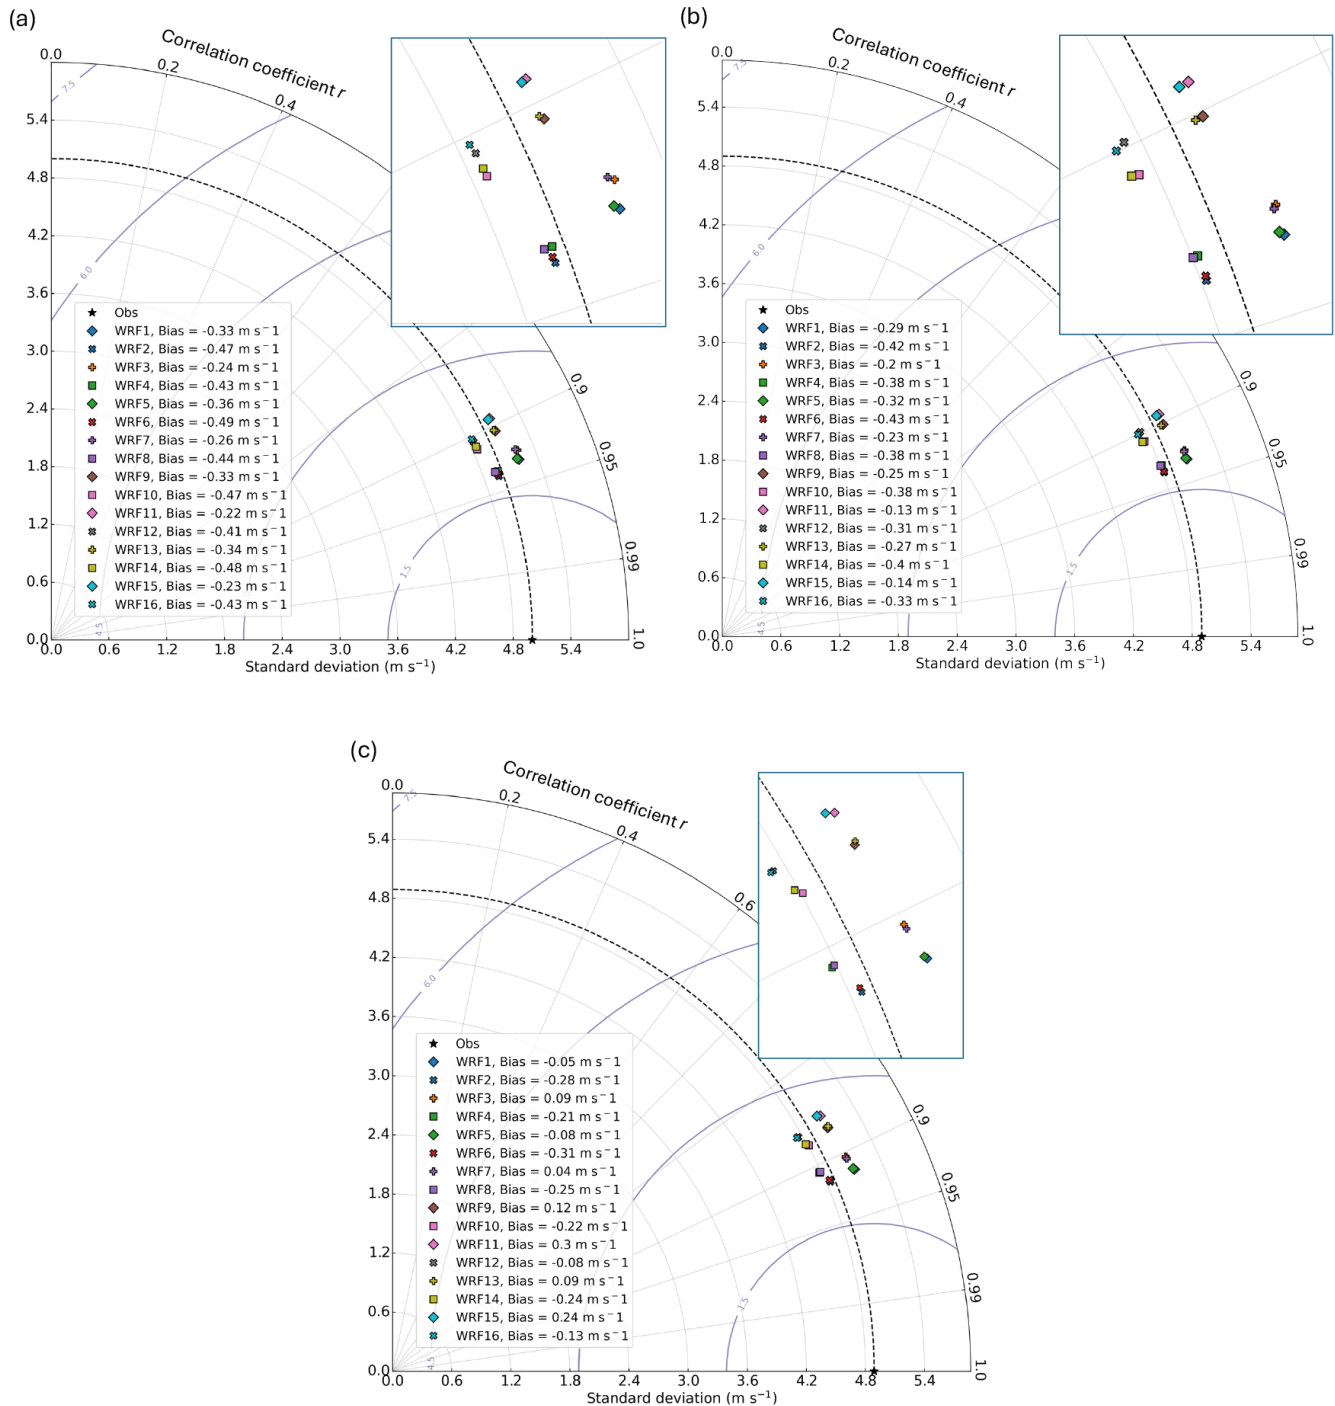 (a)
Correlation coefficient r
0.0
0.2
0.4
7.5
5.4
4.8
4.2
6.0
3.6
Obs
WRF1, Bias = -0.33 m s⁻1
WRF2, Bias = -0.47 m s⁻1
3.0
WRF3, Bias = -0.24 m s⁻1
WRF4, Bias = -0.43 m s⁻1
0.9
2.4
WRF5, Bias = -0.36 m s⁻1
WRF6, Bias = -0.49 m s⁻1
WRF7, Bias = -0.26 m s⁻1
0.95
1.8
WRF8, Bias = -0.44 m s⁻1
WRF9, Bias = -0.33 m s⁻1
WRF10, Bias = -0.47 m s⁻1
1.2
WRF11, Bias = -0.22 m s⁻1
WRF12, Bias = -0.41 m s⁻1
WRF13, Bias = -0.34 m s⁻1
0.99
0.6
WRF14, Bias = -0.48 m s⁻1
1.5
WRF15, Bias = -0.23 m s⁻1
WRF16, Bias = -0.43 m s⁻1
4.5
0.0
1.0
0.0 0.6 1.2 1.8 2.4 3.0 3.6 4.2 4.8 5.4
Standard deviation (m s⁻¹)
(b)
Correlation coefficient r
0.0
0.2
0.4
7.5
5.4
4.8
4.2
6.0
3.6
Obs
WRF1, Bias = -0.29 m s⁻1
3.0
WRF2, Bias = -0.42 m s⁻1
WRF3, Bias = -0.2 m s⁻1
WRF4, Bias = -0.38 m s⁻1
0.9
2.4
WRF5, Bias = -0.32 m s⁻1
WRF6, Bias = -0.43 m s⁻1
WRF7, Bias = -0.23 m s⁻1
0.95
1.8
WRF8, Bias = -0.38 m s⁻1
WRF9, Bias = -0.25 m s⁻1
WRF10, Bias = -0.38 m s⁻1
1.2
WRF11, Bias = -0.13 m s⁻1
WRF12, Bias = -0.31 m s⁻1
WRF13, Bias = -0.27 m s⁻1
0.99
WRF14, Bias = -0.4 m s⁻1
1.5
0.6
WRF15, Bias = -0.14 m s⁻1
WRF16, Bias = -0.33 m s⁻1
4.5
0.0
1.0
0.0 0.6 1.2 1.8 2.4 3.0 3.6 4.2 4.8 5.4
Standard deviation (m s⁻¹)
(c)
Correlation coefficient r
0.0
0.2
0.4
0.6
7.5
5.4
4.8
4.2
6.0
3.6
Obs
WRF1, Bias = -0.05 m s⁻1
3.0
WRF2, Bias = -0.28 m s⁻1
WRF3, Bias = 0.09 m s⁻1
WRF4, Bias = -0.21 m s⁻1
0.9
2.4
WRF5, Bias = -0.08 m s⁻1
WRF6, Bias = -0.31 m s⁻1
WRF7, Bias = 0.04 m s⁻1
0.95
1.8
WRF8, Bias = -0.25 m s⁻1
WRF9, Bias = 0.12 m s⁻1
WRF10, Bias = -0.22 m s⁻1
1.2
WRF11, Bias = 0.3 m s⁻1
WRF12, Bias = -0.08 m s⁻1
WRF13, Bias = 0.09 m s⁻1
0.99
WRF14, Bias = -0.24 m s⁻1
1.5
0.6
WRF15, Bias = 0.24 m s⁻1
WRF16, Bias = -0.13 m s⁻1
4.5
0.0
1.0
0.0 0.6 1.2 1.8 2.4 3.0 3.6 4.2 4.8 5.4
Standard deviation (m s⁻¹)